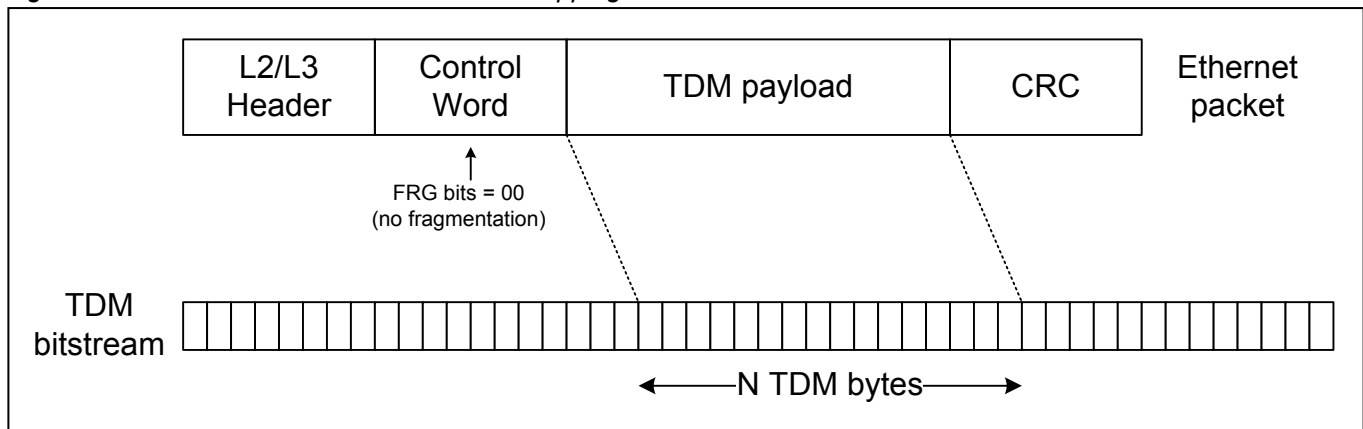 L2/L3
Header
Control
Word
TDM payload
CRC
Ethernet
packet
FRG bits = 00
(no fragmentation)
TDM
bitstream
N TDM bytes